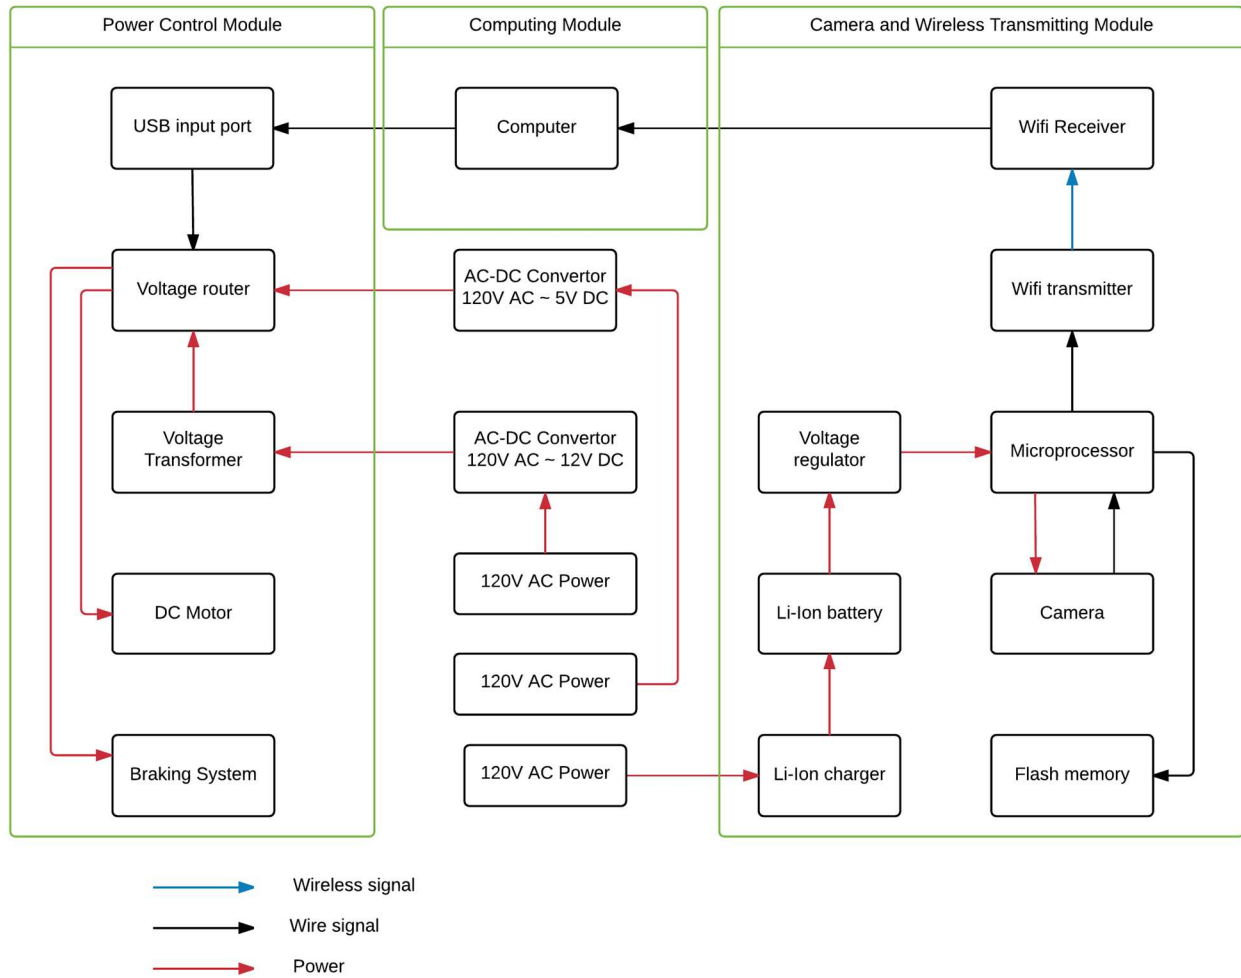 Power Control Module
Computing Module
Camera and Wireless Transmitting Module
USB input port
Computer
Wifi Receiver
Voltage router
AC-DC Convertor
120V AC ~ 5V DC
Wifi transmitter
Voltage
Transformer
AC-DC Convertor
120V AC ~ 12V DC
Voltage
regulator
Microprocessor
120V AC Power
DC Motor
Li-Ion battery
Camera
120V AC Power
Braking System
120V AC Power
Li-Ion charger
Flash memory
Wireless signal
Wire signal
Power